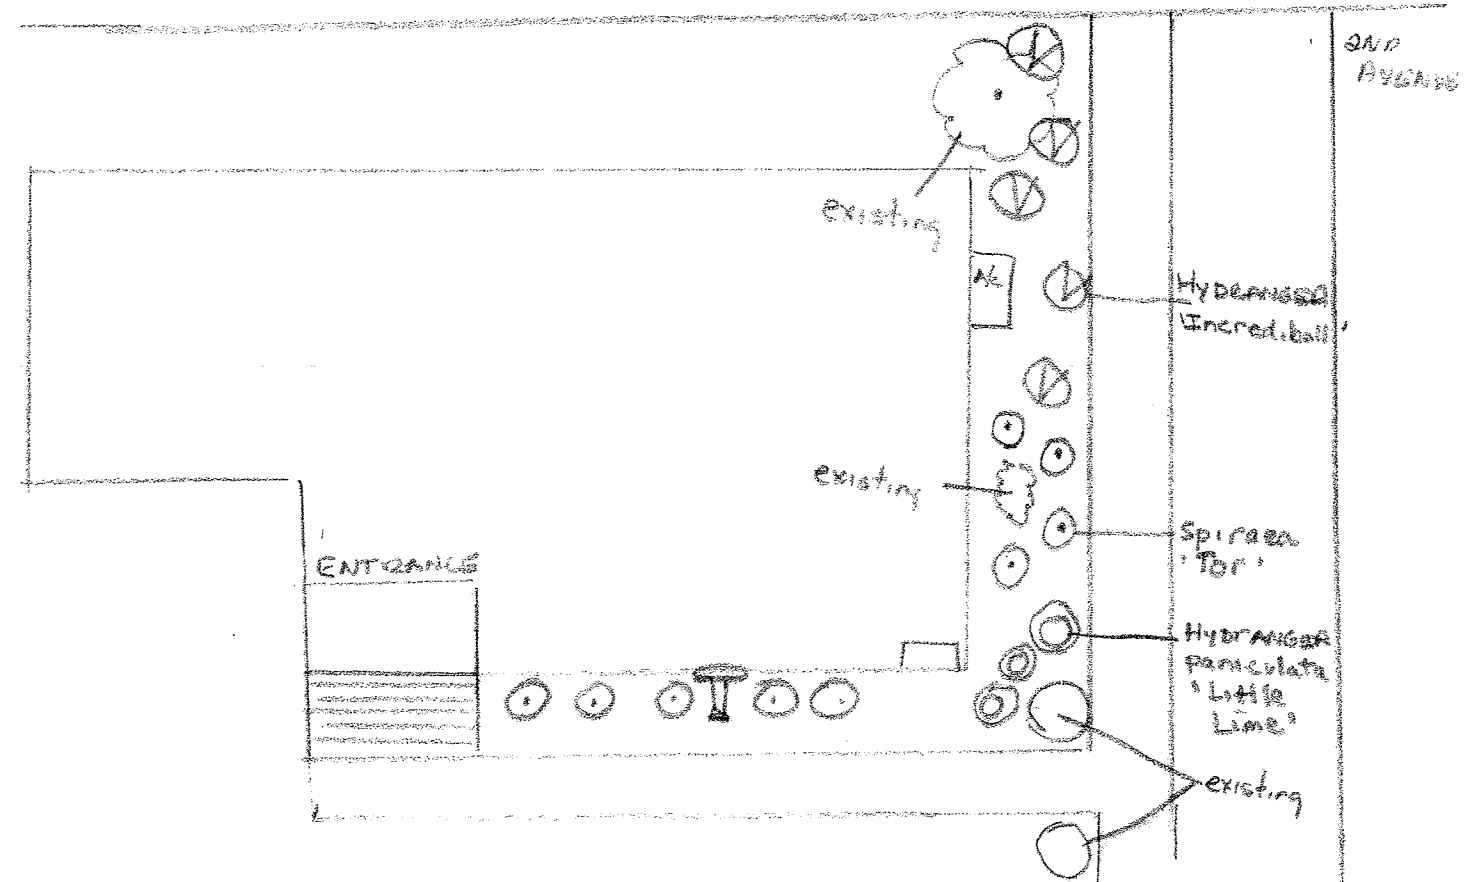 2ND
AVENUE
existing
A/C
HYDRANGEA
'Incrediball'
existing
Spiraea
'Tor'
ENTRANCE
HYDRANGEA
paniculata
'Little
Lime'
existing